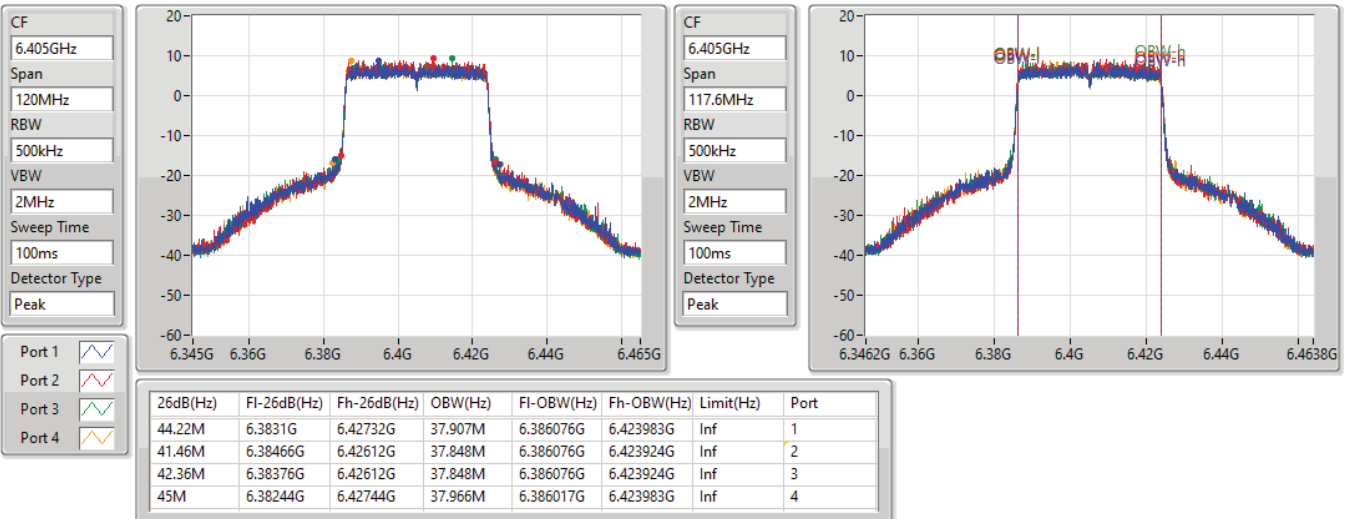 CF
6.405GHz
Span
120MHz
RBW
500kHz
VBW
2MHz
Sweep Time
100ms
Detector Type
Peak
20
10
0
-10
-20
-30
-40
-50
-60
6.345G 6.36G 6.38G 6.4G 6.42G 6.44G 6.465G
CF
6.405GHz
Span
117.6MHz
RBW
500kHz
VBW
2MHz
Sweep Time
100ms
Detector Type
Peak
20
10
0
-10
-20
-30
-40
-50
-60
OBW-l OBW-h
OBW-h
6.3462G 6.36G 6.38G 6.4G 6.42G 6.44G 6.4638G
Port 1
Port 2
Port 3
Port 4
26dB(Hz) Fl-26dB(Hz) Fh-26dB(Hz) OBW(Hz) Fl-OBW(Hz) Fh-OBW(Hz) Limit(Hz) Port
44.22M 6.3831G 6.42732G 37.907M 6.386076G 6.423983G Inf 1
41.46M 6.38466G 6.42612G 37.848M 6.386076G 6.423924G Inf 2
42.36M 6.38376G 6.42612G 37.848M 6.386076G 6.423924G Inf 3
45M 6.38244G 6.42744G 37.966M 6.386017G 6.423983G Inf 4